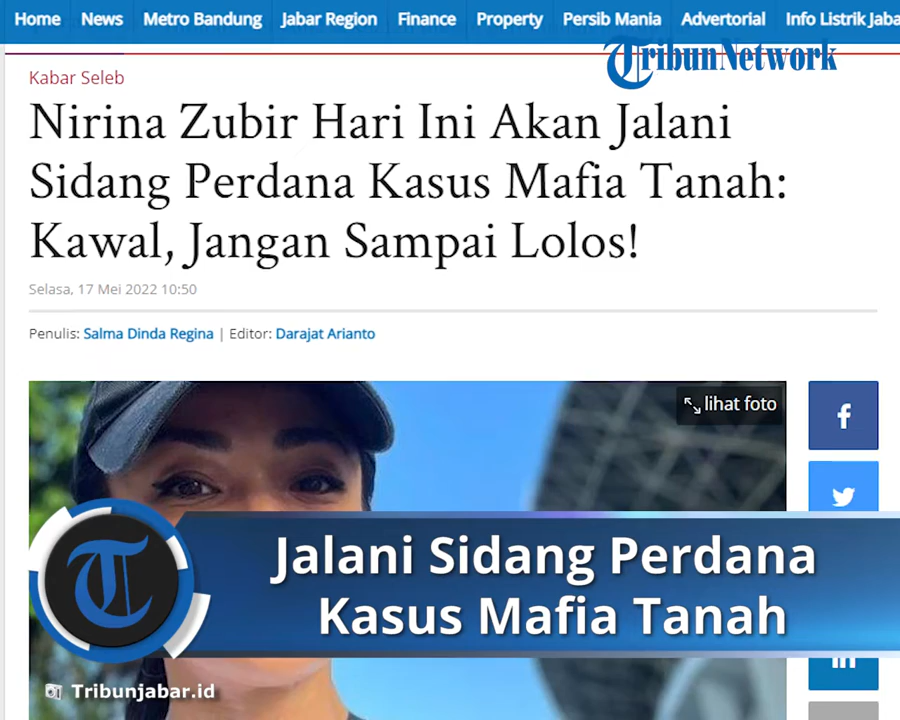 Home News Metro Bandung Jabar Region Finance Property Persib Mania Advertorial Info Listrik Jaba
TribunNetwork
Kabar Seleb
Nirina Zubir Hari Ini Akan Jalani
Sidang Perdana Kasus Mafia Tanah:
Kawal, Jangan Sampai Lolos!
Selasa, 17 Mei 2022 10:50
Penulis: Salma Dinda Regina | Editor: Darajat Arianto
lihat foto
f
T
Jalani Sidang Perdana
Kasus Mafia Tanah
in
Tribunjabar.id